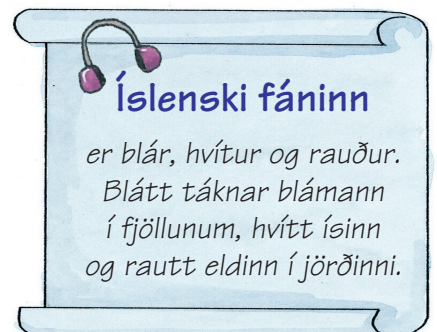 Íslenski fáninn
er blár, hvítur og rauður.
Blátt táknar blámann
í fjöllunum, hvítt ísinn
og rautt eldinn í jörðinni.